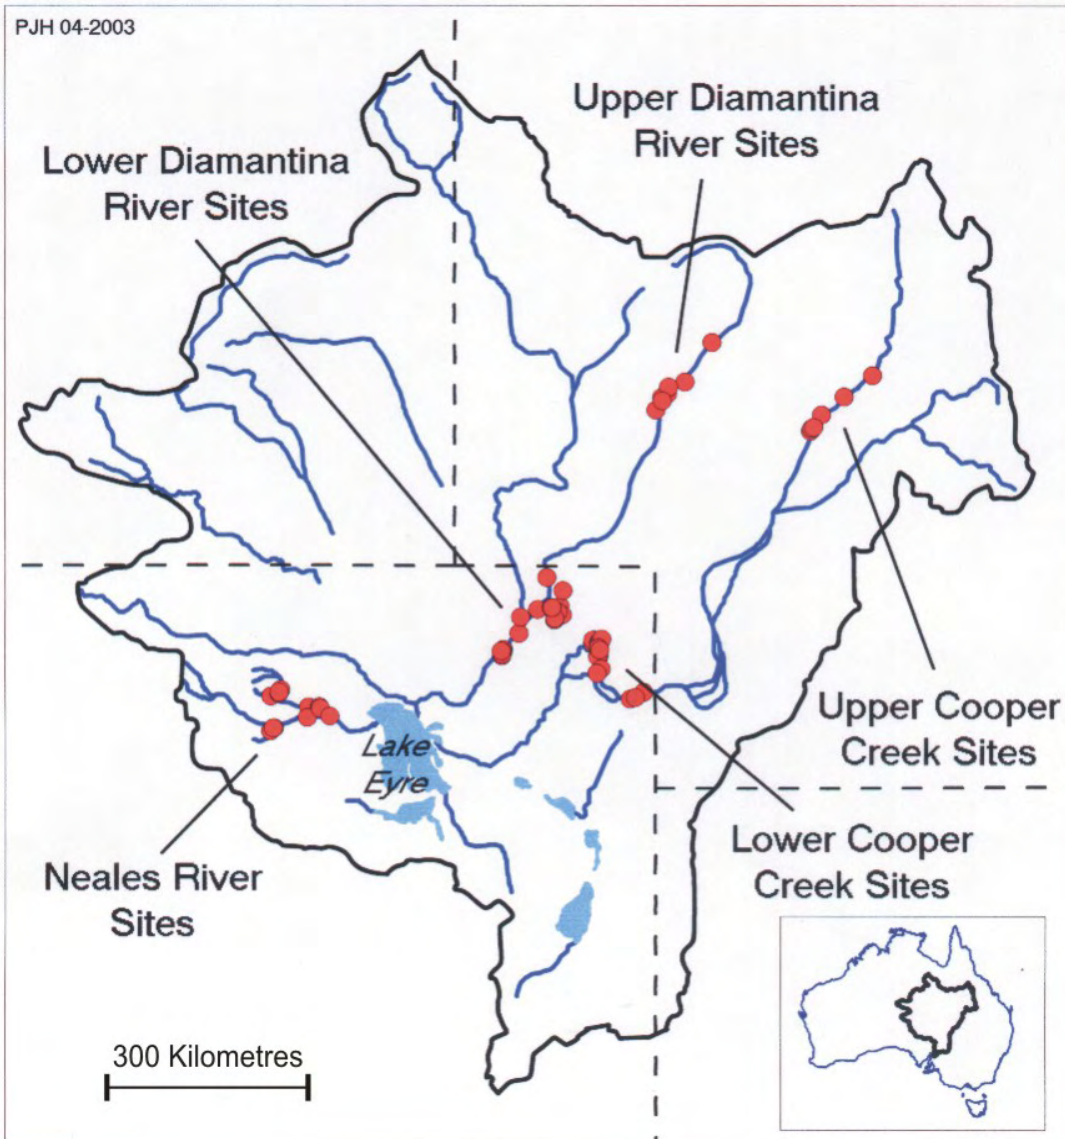 PJH 04-2003
Upper Diamantina
River Sites
Lower Diamantina
River Sites
Upper Cooper
Creek Sites
Lake
Eyre
Lower Cooper
Creek Sites
Neales River
Sites
300 Kilometres